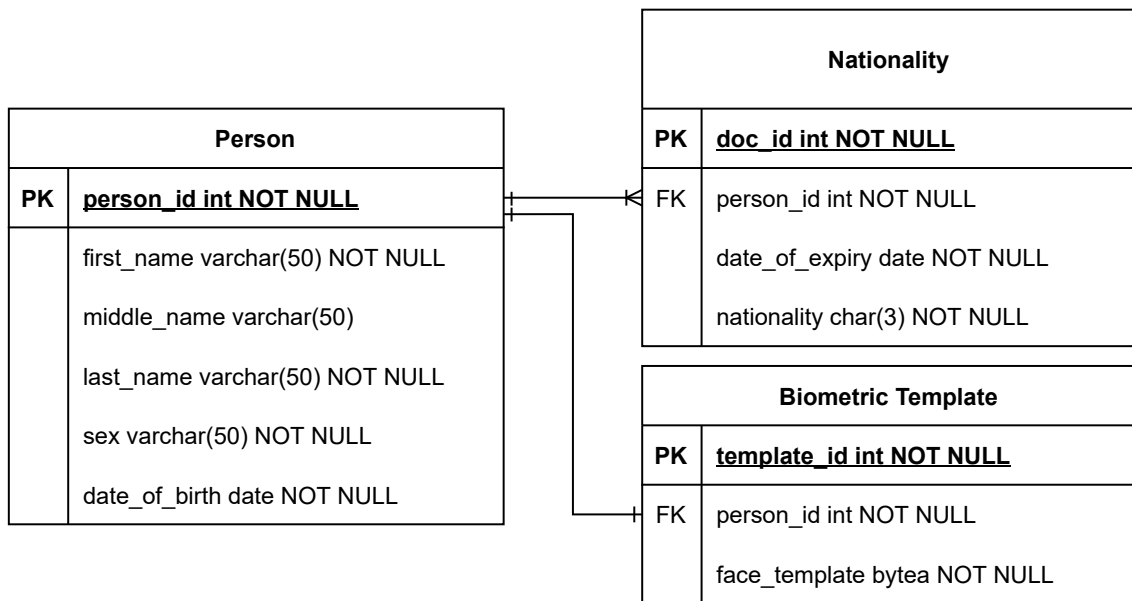 Person
PK person_id int NOT NULL
first_name varchar(50) NOT NULL
middle_name varchar(50)
last_name varchar(50) NOT NULL
sex varchar(50) NOT NULL
date_of_birth date NOT NULL
Nationality
PK doc_id int NOT NULL
FK person_id int NOT NULL
date_of_expiry date NOT NULL
nationality char(3) NOT NULL
Biometric Template
PK template_id int NOT NULL
FK person_id int NOT NULL
face_template bytea NOT NULL